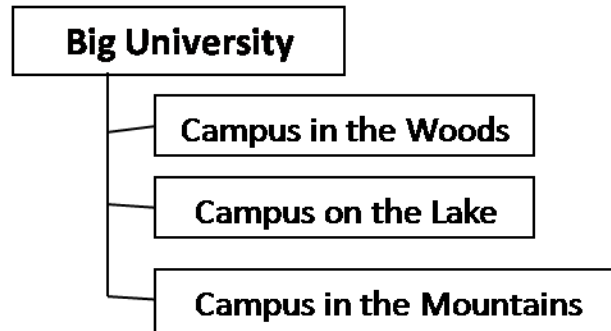 Big University
Campus in the Woods
Campus on the Lake
Campus in the Mountains